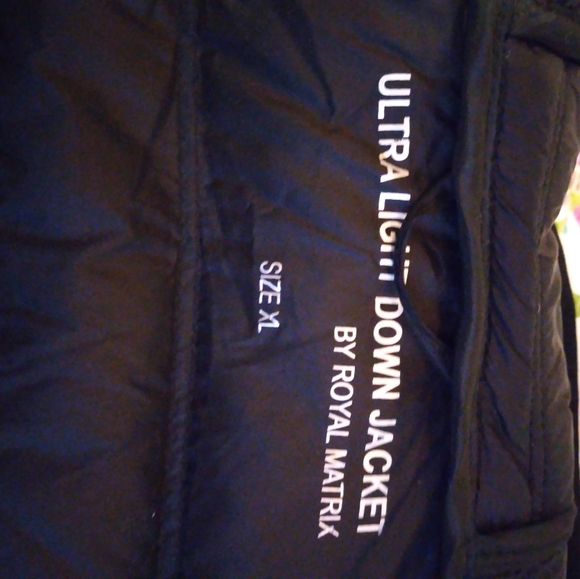 ULTRA LIGHT DOWN JACKET
BY ROYAL MATRIX
SIZE XL